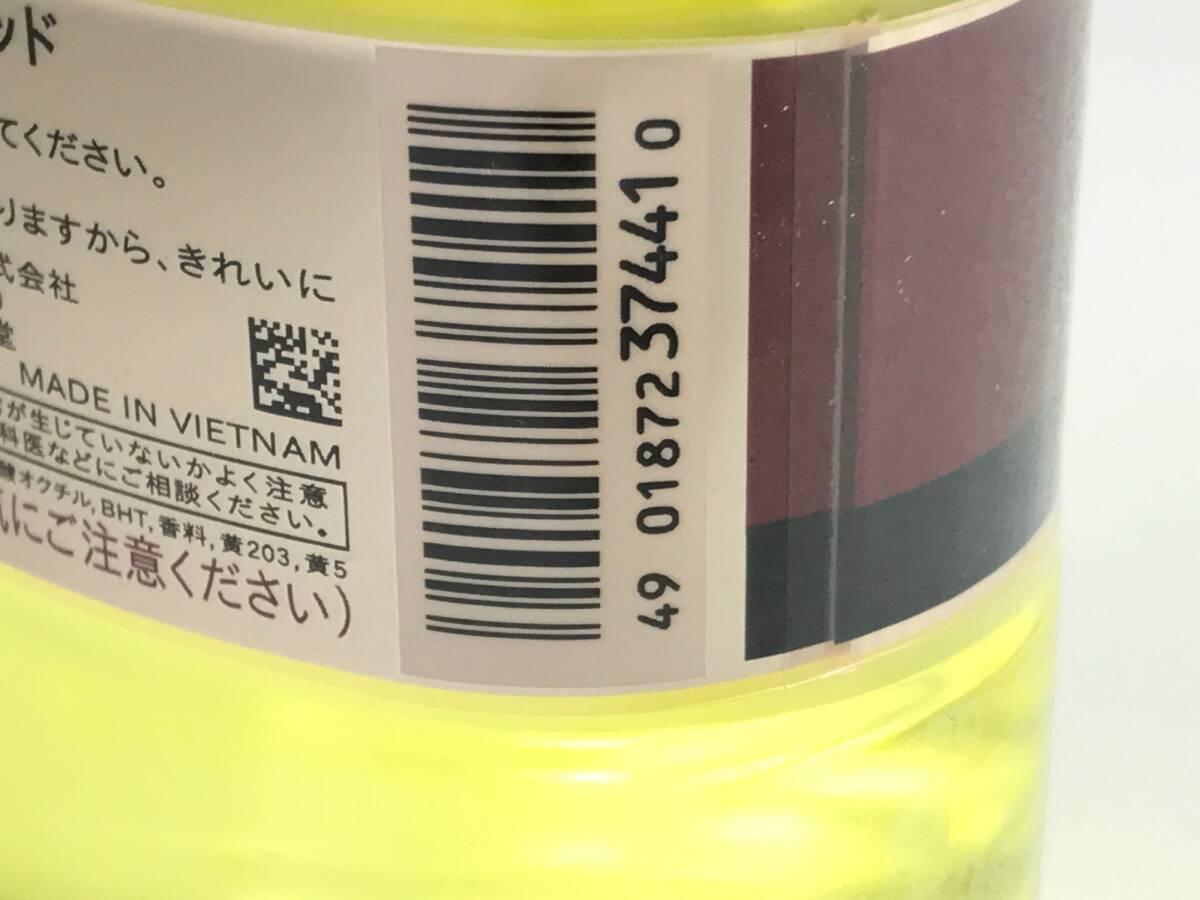 ッド
てください。
りますから、きれいに
式会社
堂
MADE IN VIETNAM
が生じていないかよく注意
科医などにご相談ください。
酸オクチル, BHT, 香料, 黄203, 黄5
気にご注意ください)
49 01872 37441 0